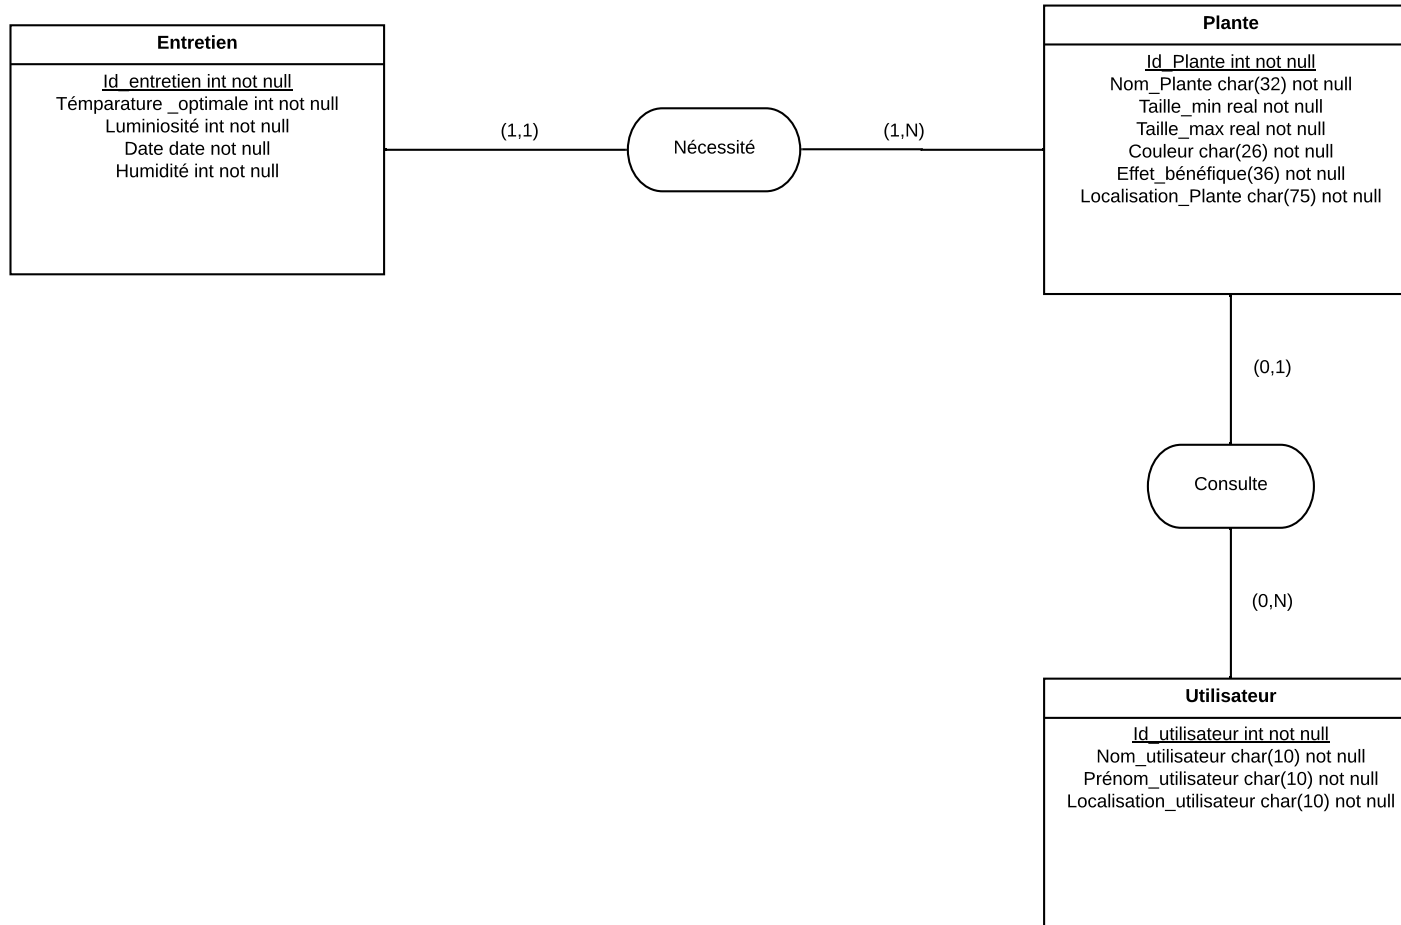 Entretien
Id_entretien int not null
Témparature _optimale int not null
Luminiosité int not null
Date date not null
Humidité int not null
(1,1)
Nécessité
(1,N)
Plante
Id_Plante int not null
Nom_Plante char(32) not null
Taille_min real not null
Taille_max real not null
Couleur char(26) not null
Effet_bénéfique(36) not null
Localisation_Plante char(75) not null
(0,1)
Consulte
(0,N)
Utilisateur
Id_utilisateur int not null
Nom_utilisateur char(10) not null
Prénom_utilisateur char(10) not null
Localisation_utilisateur char(10) not null